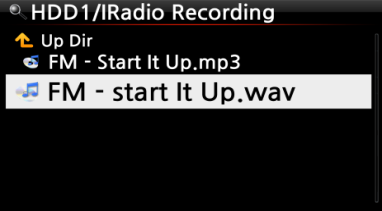 HDD1/IRadio Recording
Up Dir
FM - Start It Up.mp3
FM - start It Up.wav